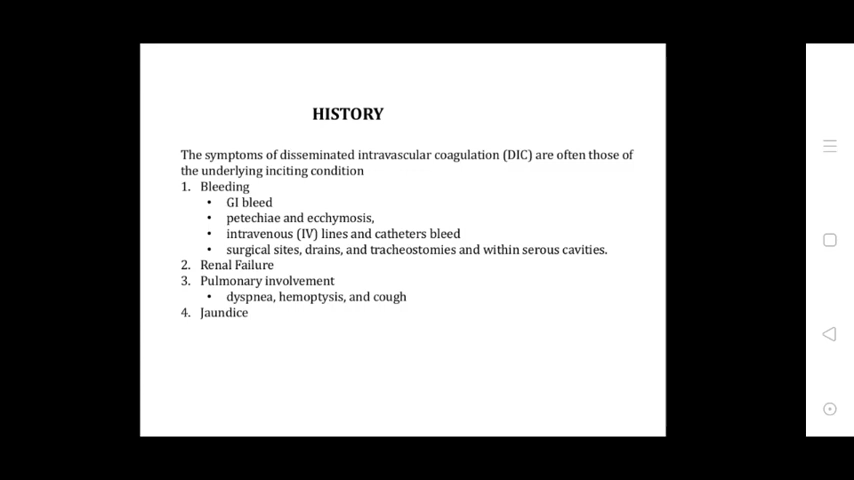 HISTORY
The symptoms of disseminated intravascular coagulation (DIC) are often those of
the underlying inciting condition
1. Bleeding
• GI bleed
• petechiae and ecchymosis,
• intravenous (IV) lines and catheters bleed
• surgical sites, drains, and tracheostomies and within serous cavities.
2. Renal Failure
3. Pulmonary involvement
• dyspnea, hemoptysis, and cough
4. Jaundice